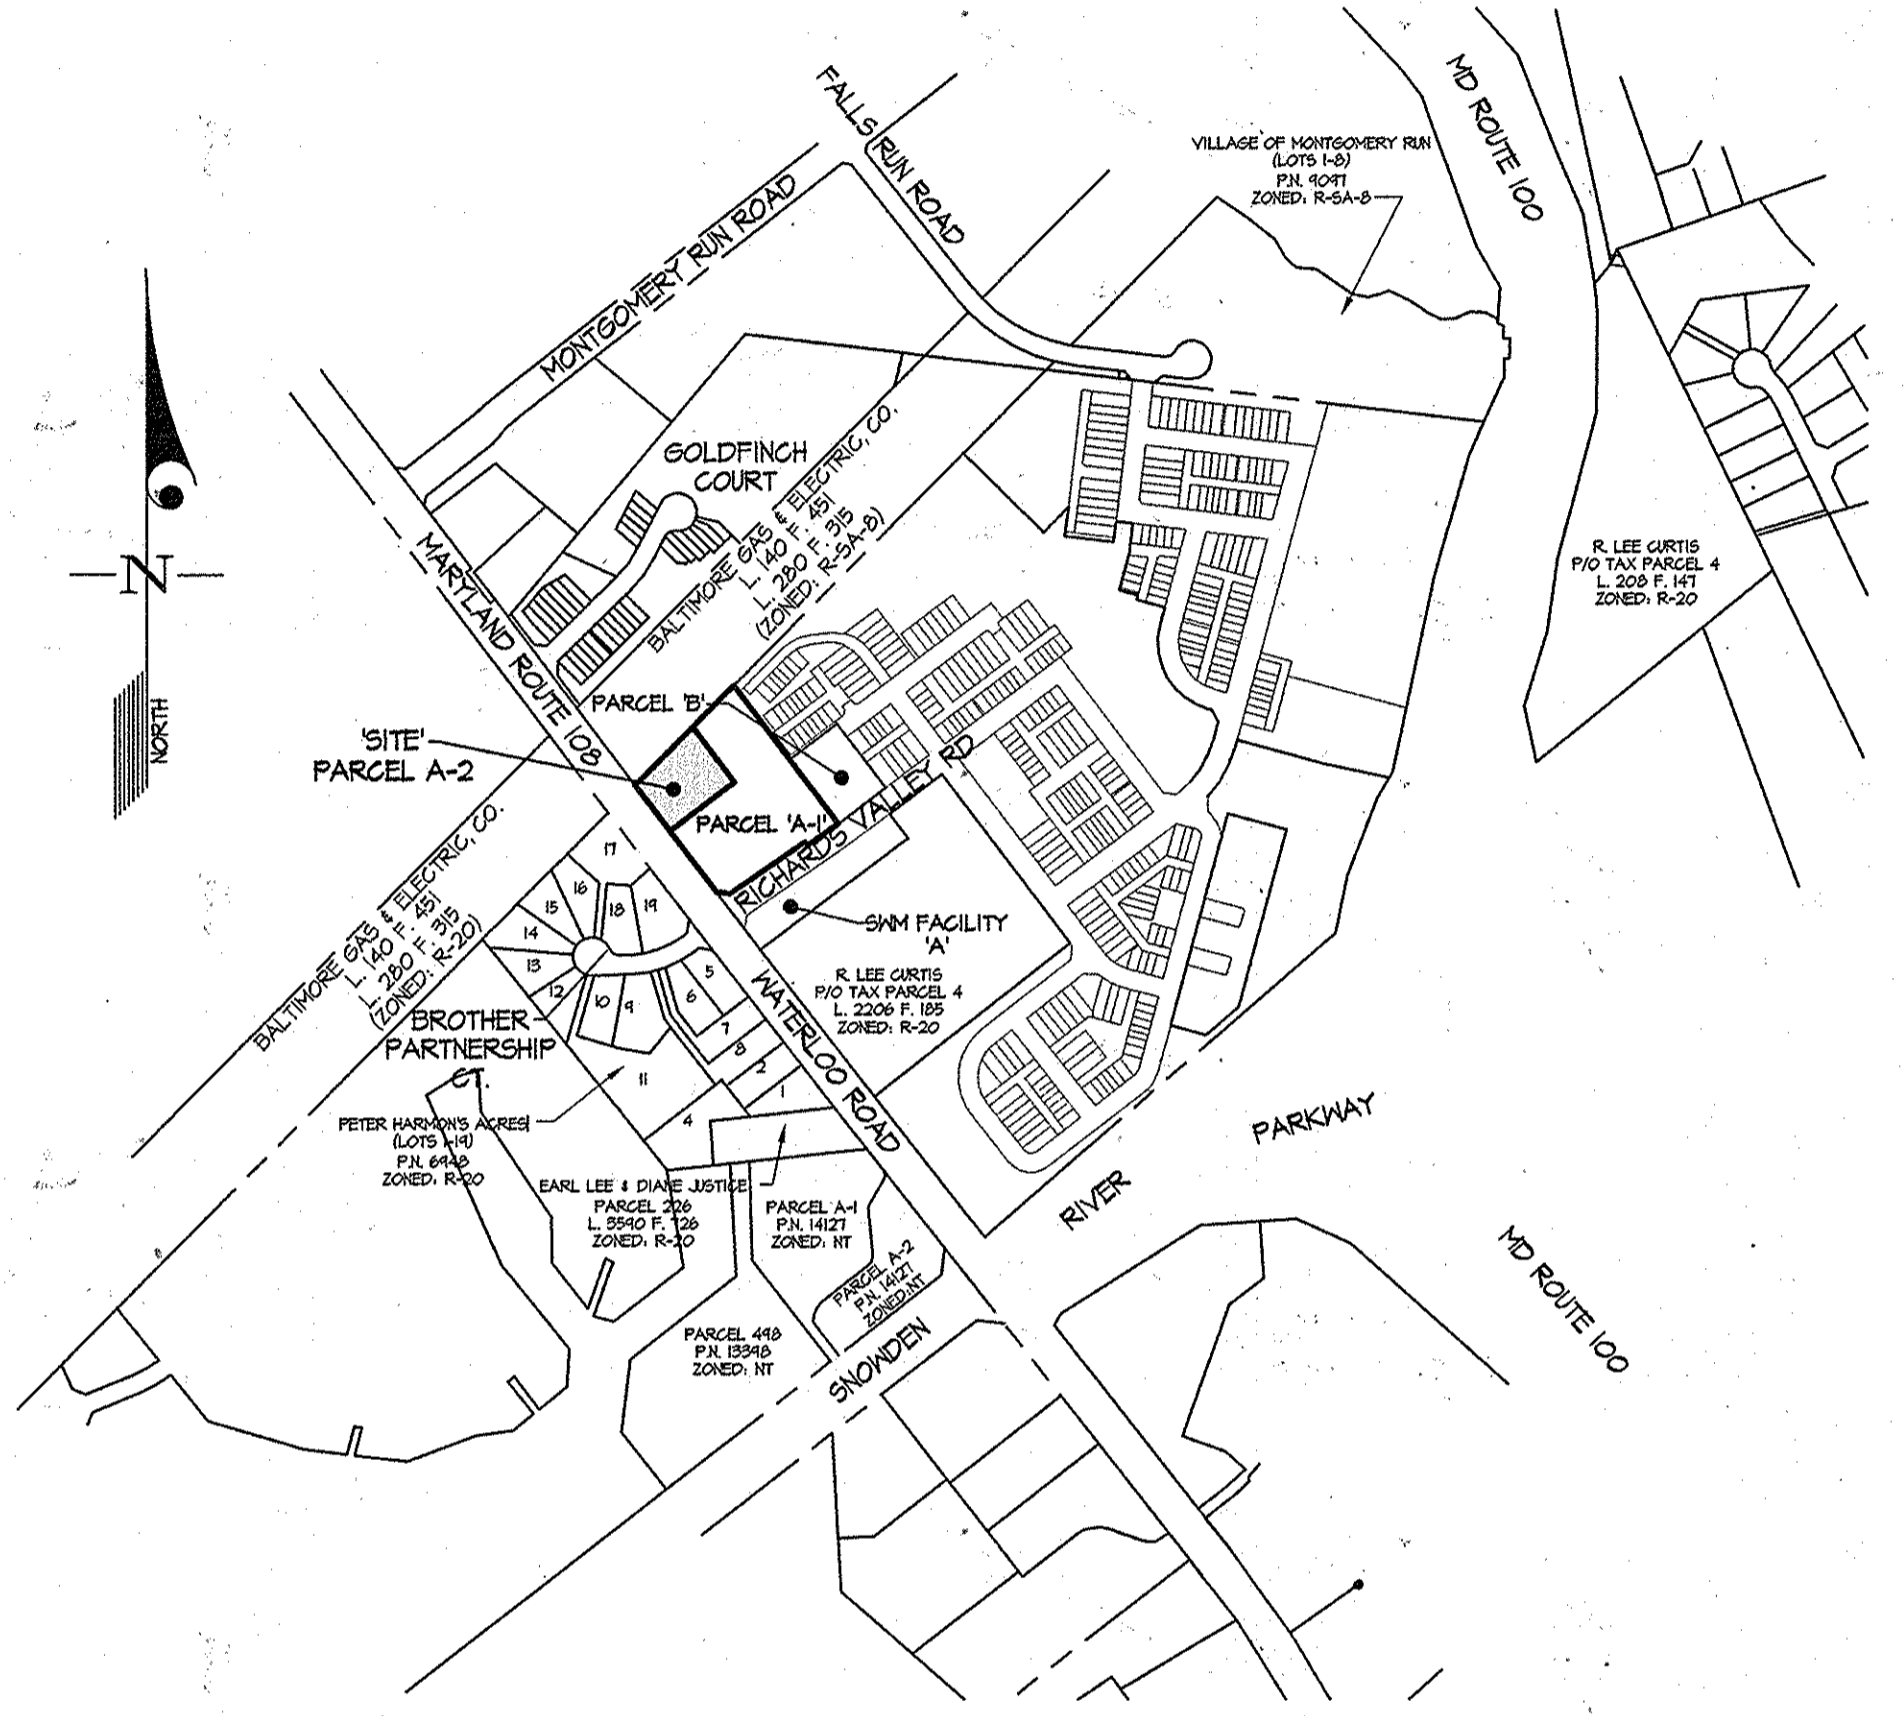 FALLS RUN ROAD
MD ROUTE 100
VILLAGE OF MONTGOMERY RUN
(LOTS 1-8)
P.N. 9097
ZONED: R-SA-8
MONTGOMERY RUN ROAD
GOLDFINCH
COURT
BALTIMORE GAS & ELECTRIC, CO.
L. 140 F. 451
L. 280 F. 315
(ZONED: R-SA-8)
N
NORTH
MARYLAND ROUTE 108
R. LEE CURTIS
P/O TAX PARCEL 4
L. 208 F. 147
ZONED: R-20
PARCEL 'B'
'SITE'
PARCEL A-2
PARCEL 'A-1'
RICHARDS VALLEY RD
SWM FACILITY
'A'
R. LEE CURTIS
P/O TAX PARCEL 4
L. 2206 F. 185
ZONED: R-20
BALTIMORE GAS & ELECTRIC, CO.
L. 140 F. 451
L. 280 F. 315
(ZONED: R-20)
17
16
15
18
19
14
13
12
10
9
5
6
7
8
2
1
11
4
BROTHER
PARTNERSHIP
CT.
WATERLOO ROAD
PETER HARMON'S ACRES
(LOTS 1-19)
P.N. 6948
ZONED: R-20
EARL LEE & DIANE JUSTICE
PARCEL 226
L. 3590 F. 726
ZONED: R-20
PARCEL A-1
P.N. 14127
ZONED: NT
PARCEL A-2
P.N. 14127
ZONED: NT
PARCEL 498
P.N. 13398
ZONED: NT
SNOWDEN
RIVER
PARKWAY
MD ROUTE 100